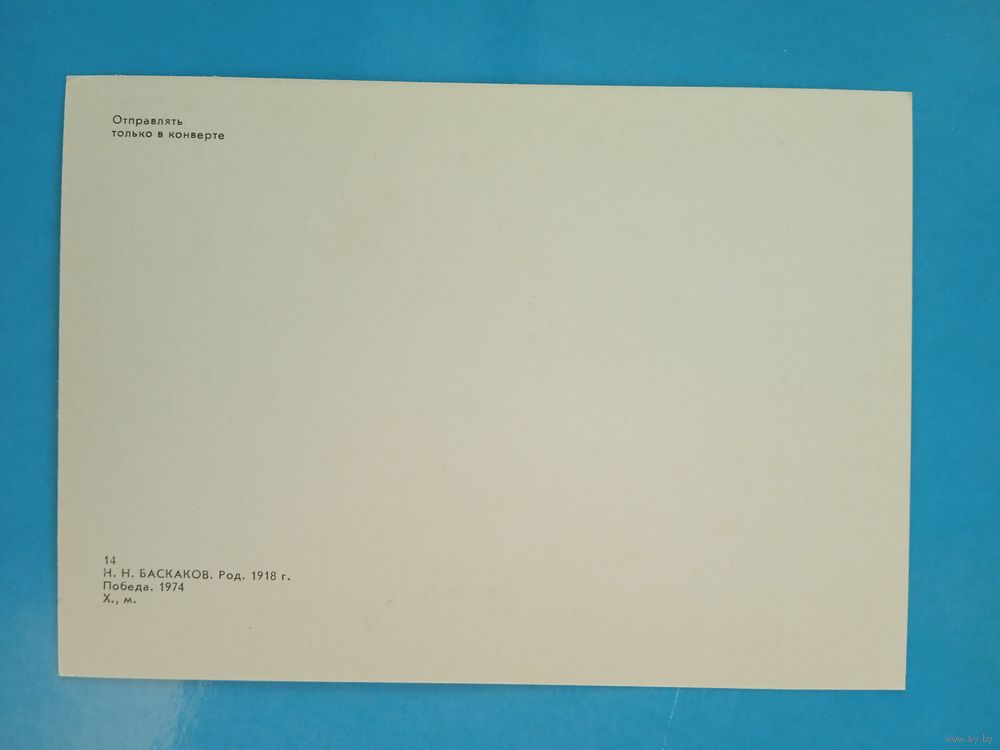 Отправлять
только в конверте
14
Н. Н. БАСКАКОВ. Род. 1918 г.
Победа. 1974
Х., м.
www.ay.by